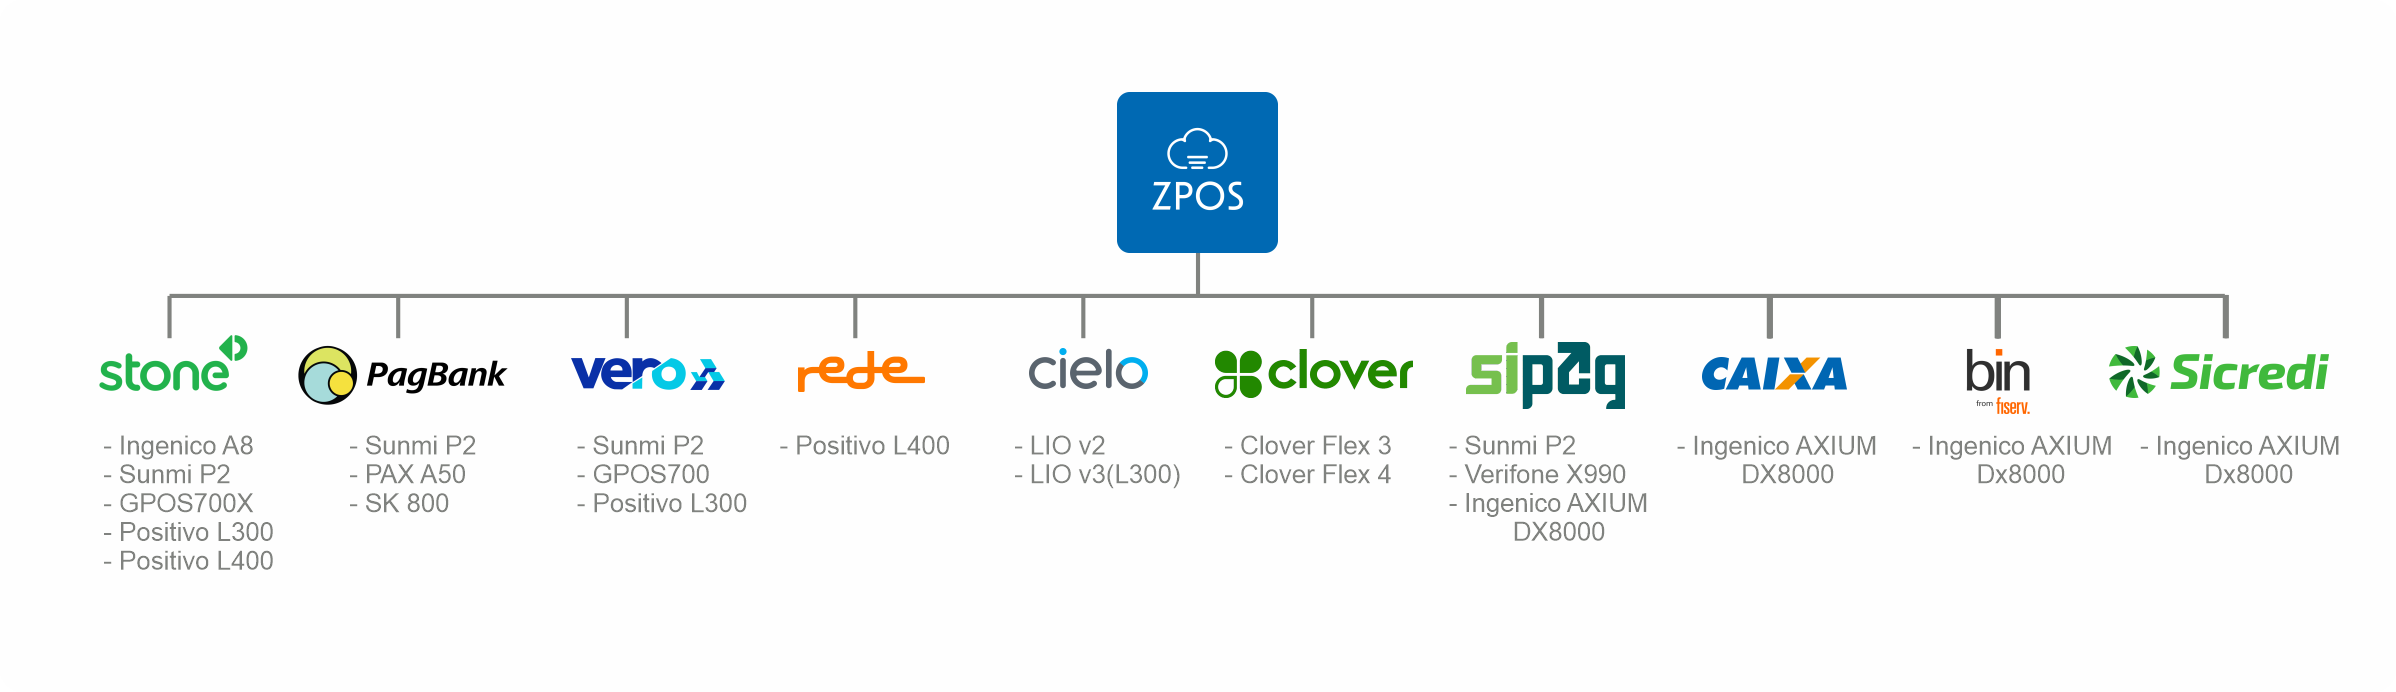 ZPOS
stone
- Ingenico A8
- Sunmi P2
- GPOS700X
- Positivo L300
- Positivo L400
PagBank
- Sunmi P2
- PAX A50
- SK 800
vero
- Sunmi P2
- GPOS700
- Positivo L300
rede
- Positivo L400
cielo
- LIO v2
- LIO v3(L300)
clover
- Clover Flex 3
- Clover Flex 4
sipag
- Sunmi P2
- Verifone X990
- Ingenico AXIUM
DX8000
CAIXA
- Ingenico AXIUM
DX8000
bin
from fiserv.
- Ingenico AXIUM
Dx8000
Sicredi
- Ingenico AXIUM
Dx8000